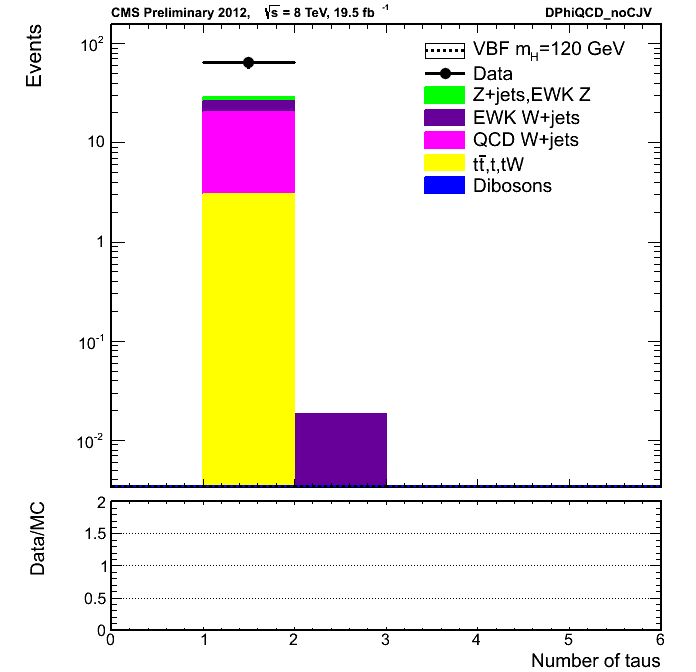 CMS Preliminary 2012, √s = 8 TeV, 19.5 fb⁻¹ DPhiQCD_noCJV
Events
10²
10
1
10⁻¹
10⁻²
VBF m_H=120 GeV
Data
Z+jets,EWK Z
EWK W+jets
QCD W+jets
tt̅,t,tW
Dibosons
Data/MC
2
1.5
1
0.5
0
0 1 2 3 4 5 6
Number of taus